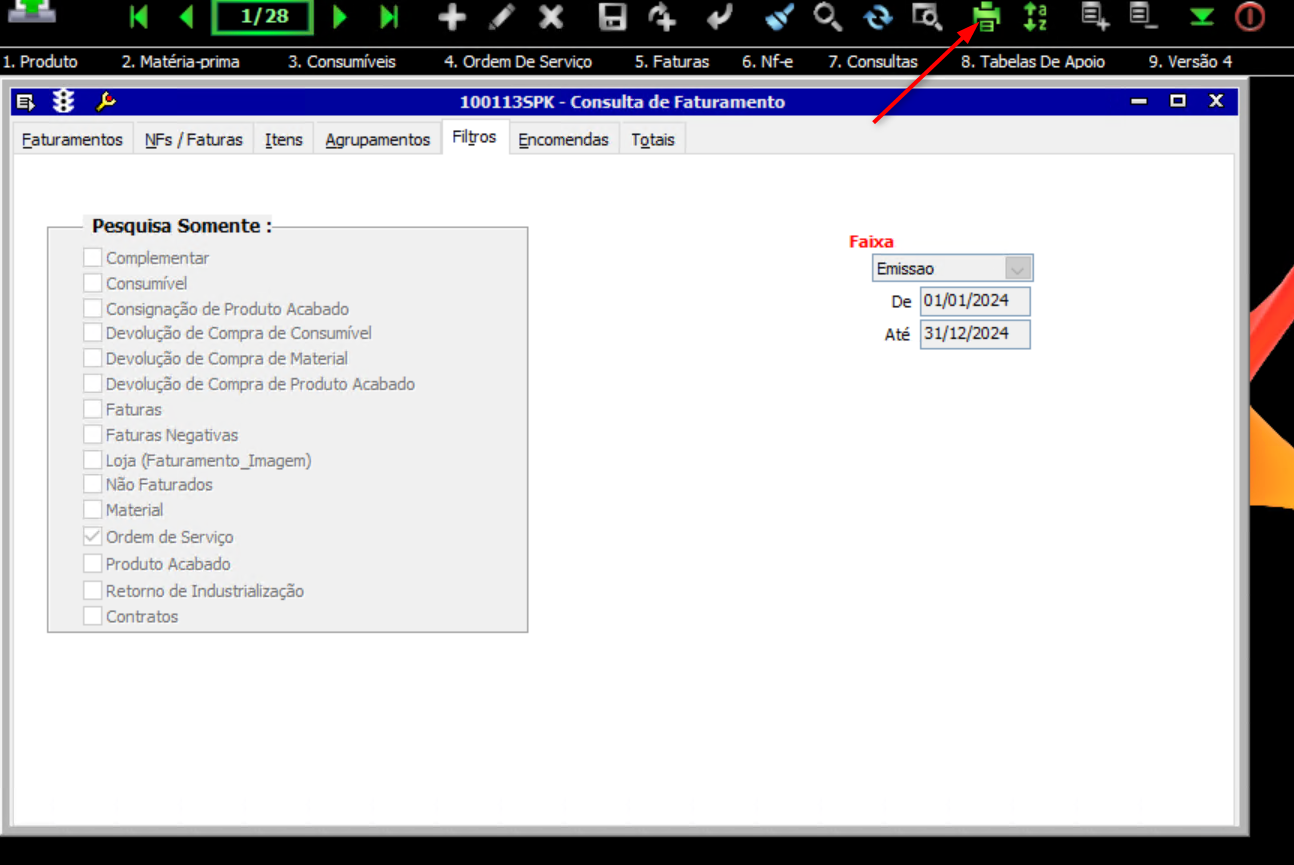 1/28
a
z
1. Produto 2. Matéria-prima 3. Consumíveis 4. Ordem De Serviço 5. Faturas 6. Nf-e 7. Consultas 8. Tabelas De Apoio 9. Versão 4
100113SPK - Consulta de Faturamento
Faturamentos NFs / Faturas Itens Agrupamentos Filtros Encomendas Totais
Pesquisa Somente :
Complementar
Consumível
Consignação de Produto Acabado
Devolução de Compra de Consumível
Devolução de Compra de Material
Devolução de Compra de Produto Acabado
Faturas
Faturas Negativas
Loja (Faturamento_Imagem)
Não Faturados
Material
Ordem de Serviço
Produto Acabado
Retorno de Industrialização
Contratos
Faixa
Emissao
De 01/01/2024
Até 31/12/2024